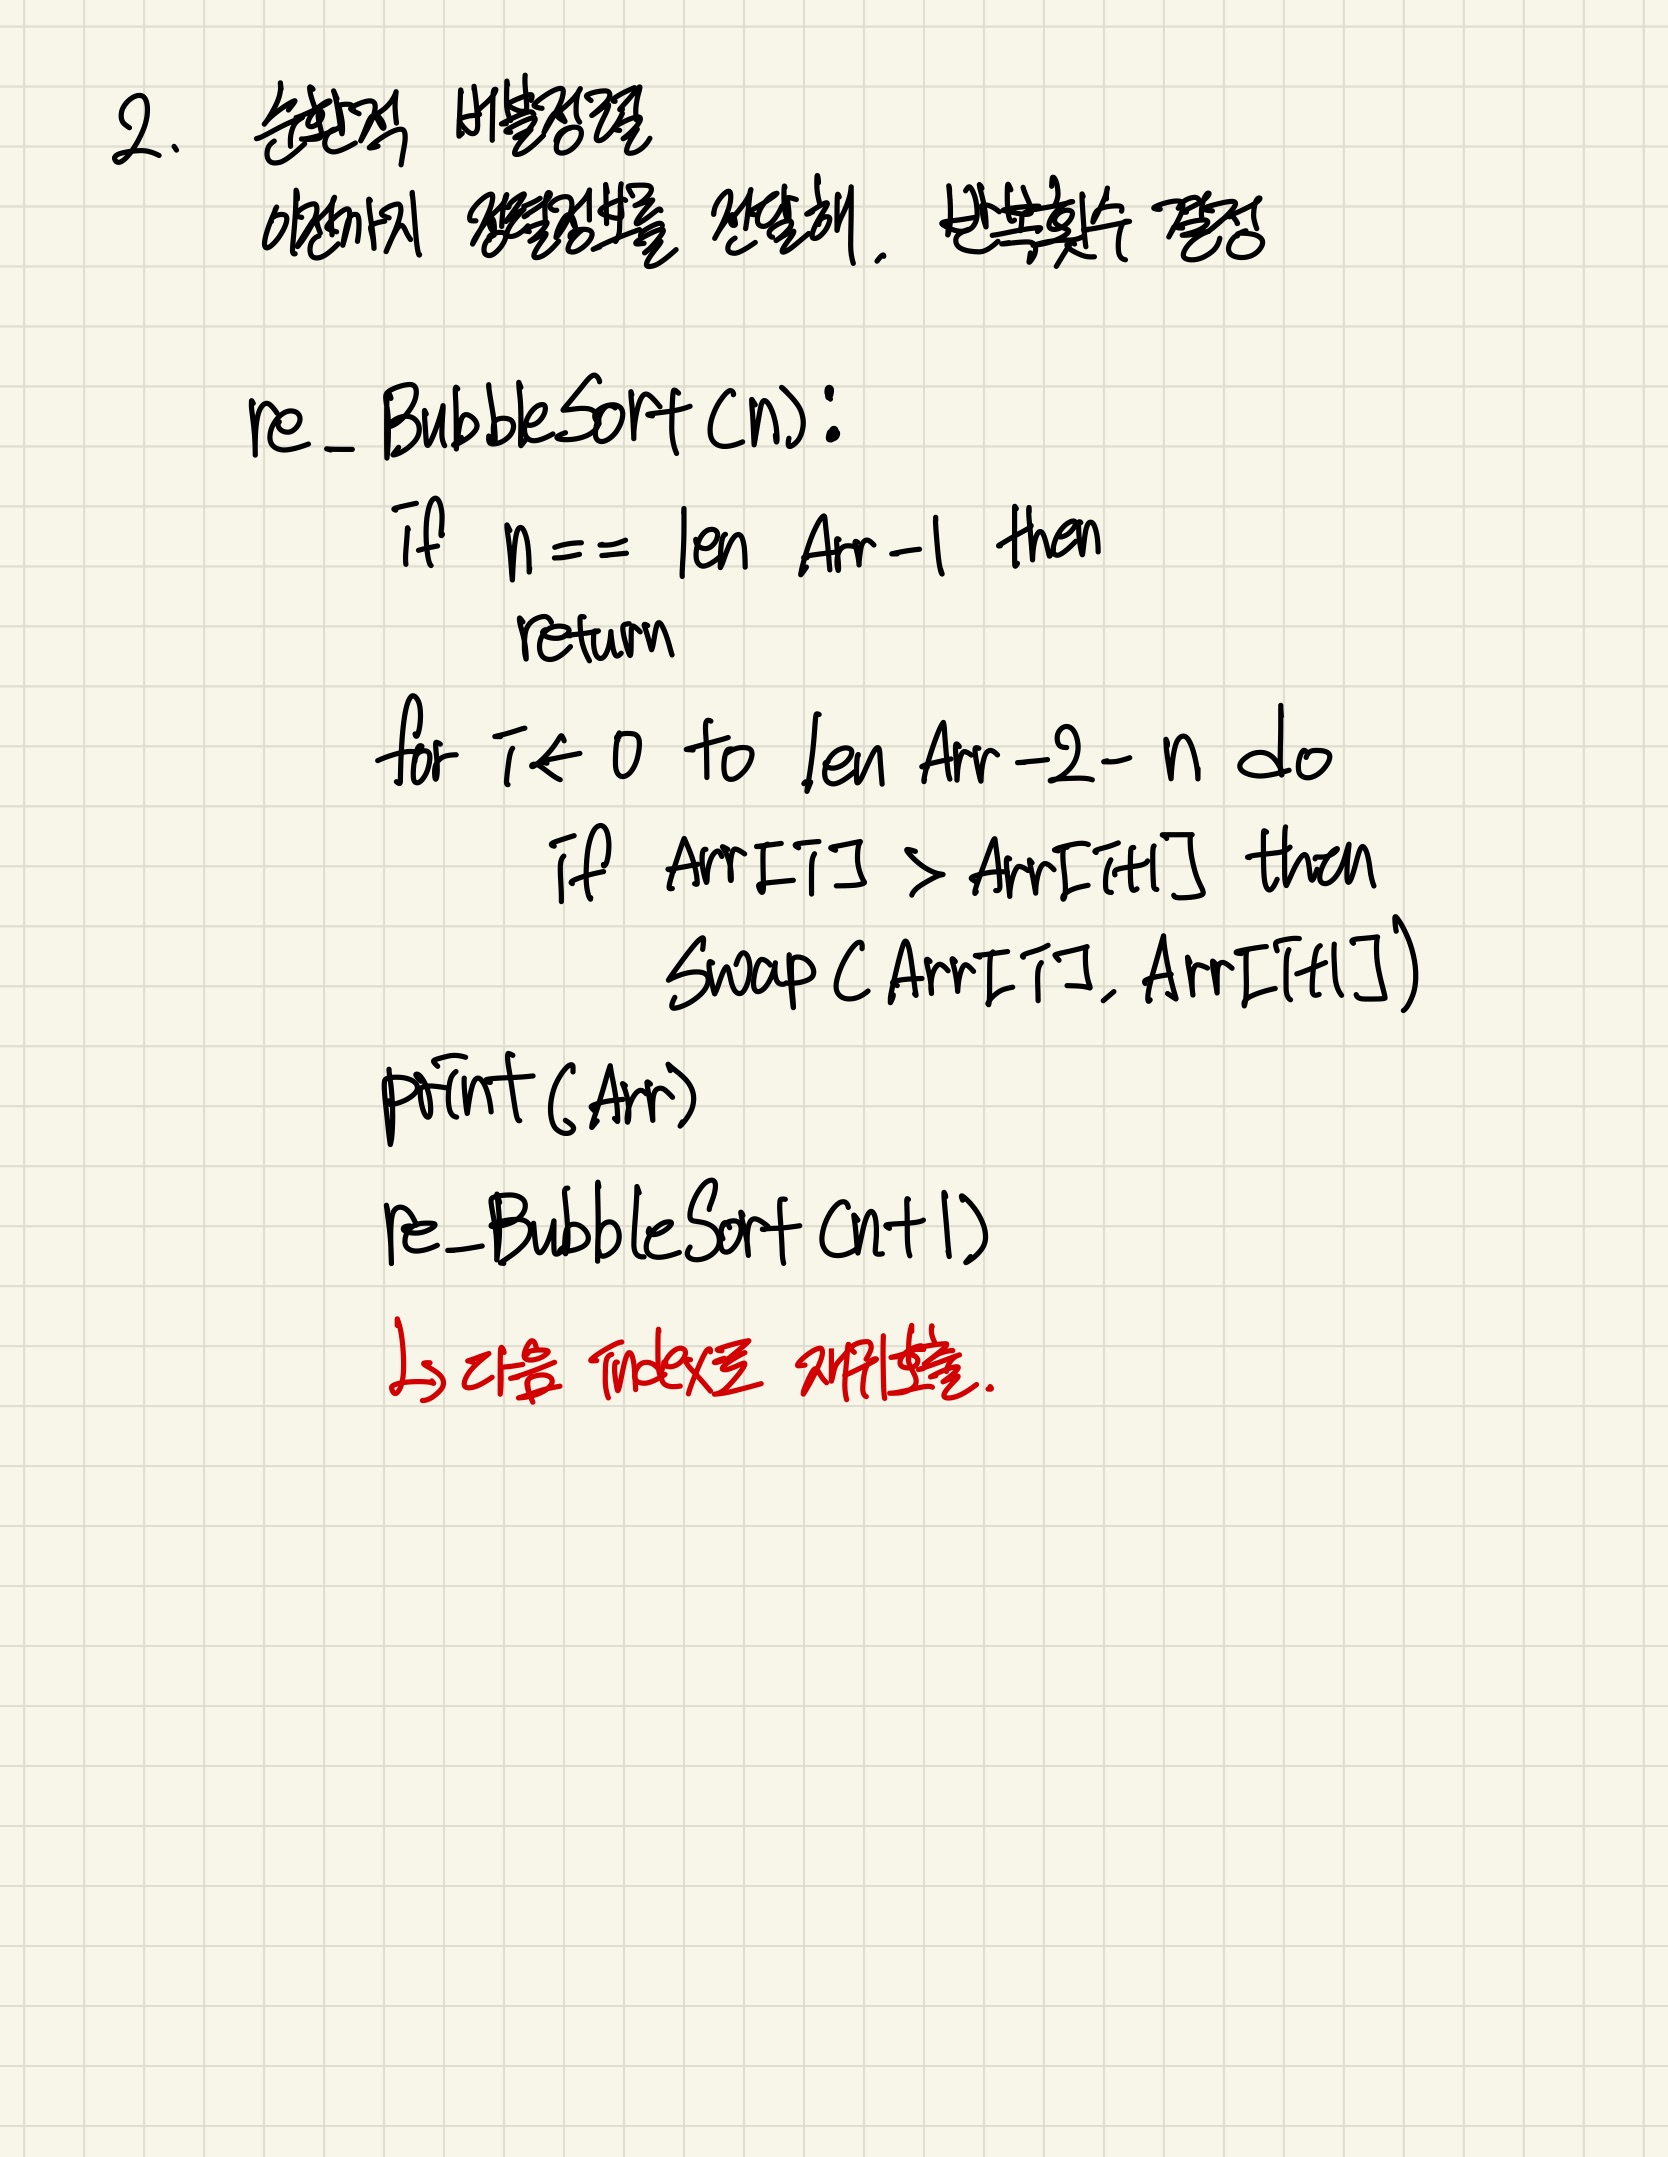 2. 순환적 버블정렬
이전까지 정렬정보를 전달해, 반복횟수 결정
re_BubbleSort(n):
if n == len Arr-1 then
return
for i ← 0 to len Arr-2-n do
if Arr[i] > Arr[i+1] then
Swap(Arr[i], Arr[i+1])
print(Arr)
re_BubbleSort(n+1)
↳ 다음 index로 재귀호출.